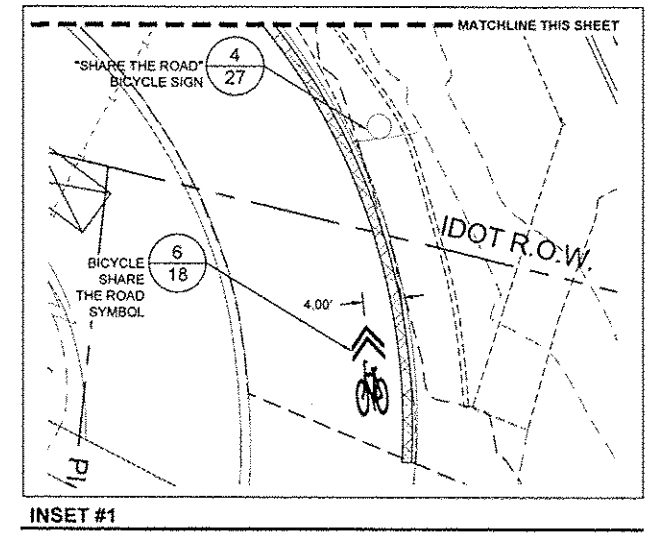 MATCHLINE THIS SHEET
"SHARE THE ROAD"
BICYCLE SIGN
4
27
IDOT R.O.W.
6
18
BICYCLE
SHARE
THE ROAD
SYMBOL
4.00'
Pl
INSET #1